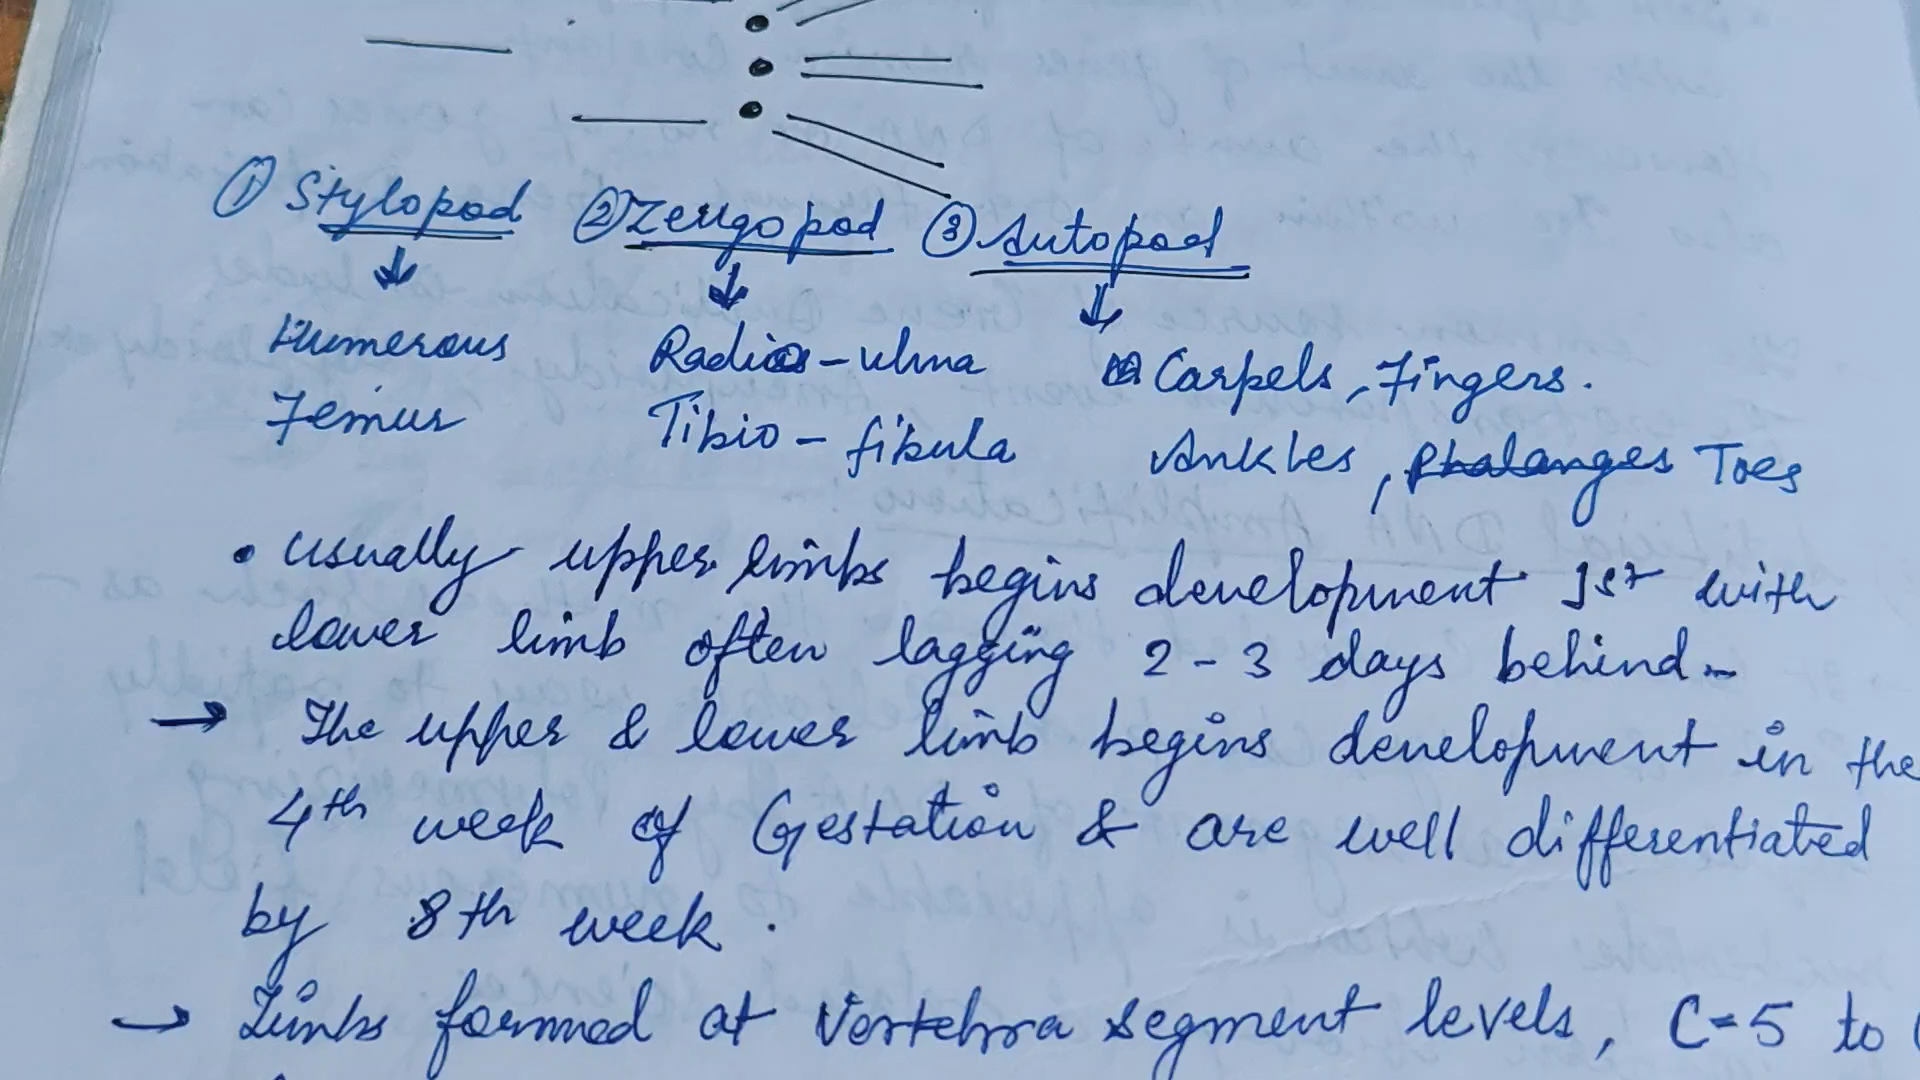 ① Stylopod ② Zeugopod ③ Autopod
↓ ↓ ↓
Humerous Radios - ulna Carpels, Fingers.
Femur Tibio - fibula Ankles, Phalanges Toes
• usually upper limbs begins development 1st with
lower limb often lagging 2 - 3 days behind.
→ The upper & lower limb begins development in the
4th week of Gestation & are well differentiated
by 8th week.
→ Limbs formed at Vertebra segment levels, C-5 to